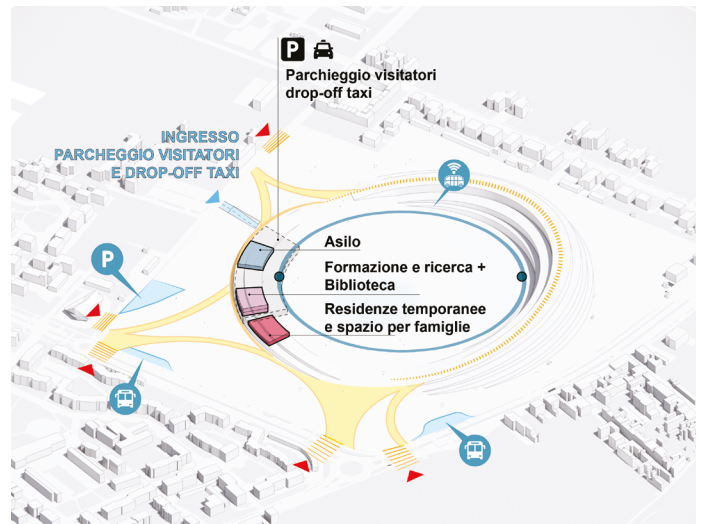 P
Parchieggio visitatori
drop-off taxi
INGRESSO
PARCHEGGIO VISITATORI
E DROP-OFF TAXI
P
Asilo
Formazione e ricerca +
Biblioteca
Residenze temporanee
e spazio per famiglie